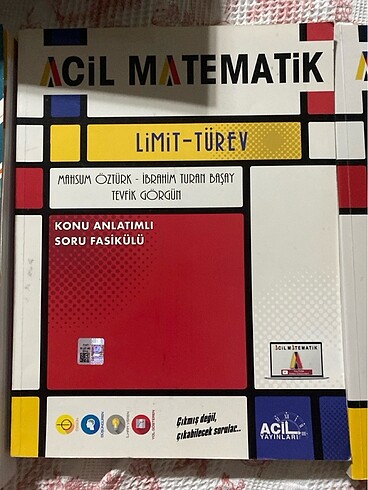 ACİL MATEMATİK
LİMİT-TÜREV
MAHSUM ÖZTÜRK - İBRAHİM TURAN BAŞAY
TEVFİK GÖRGÜN
KONU ANLATIMLI
SORU FASİKÜLÜ
ACİL MATEMATİK
Çıkmış değil,
çıkabilecek sorular...
ACİL
YAYINLARI